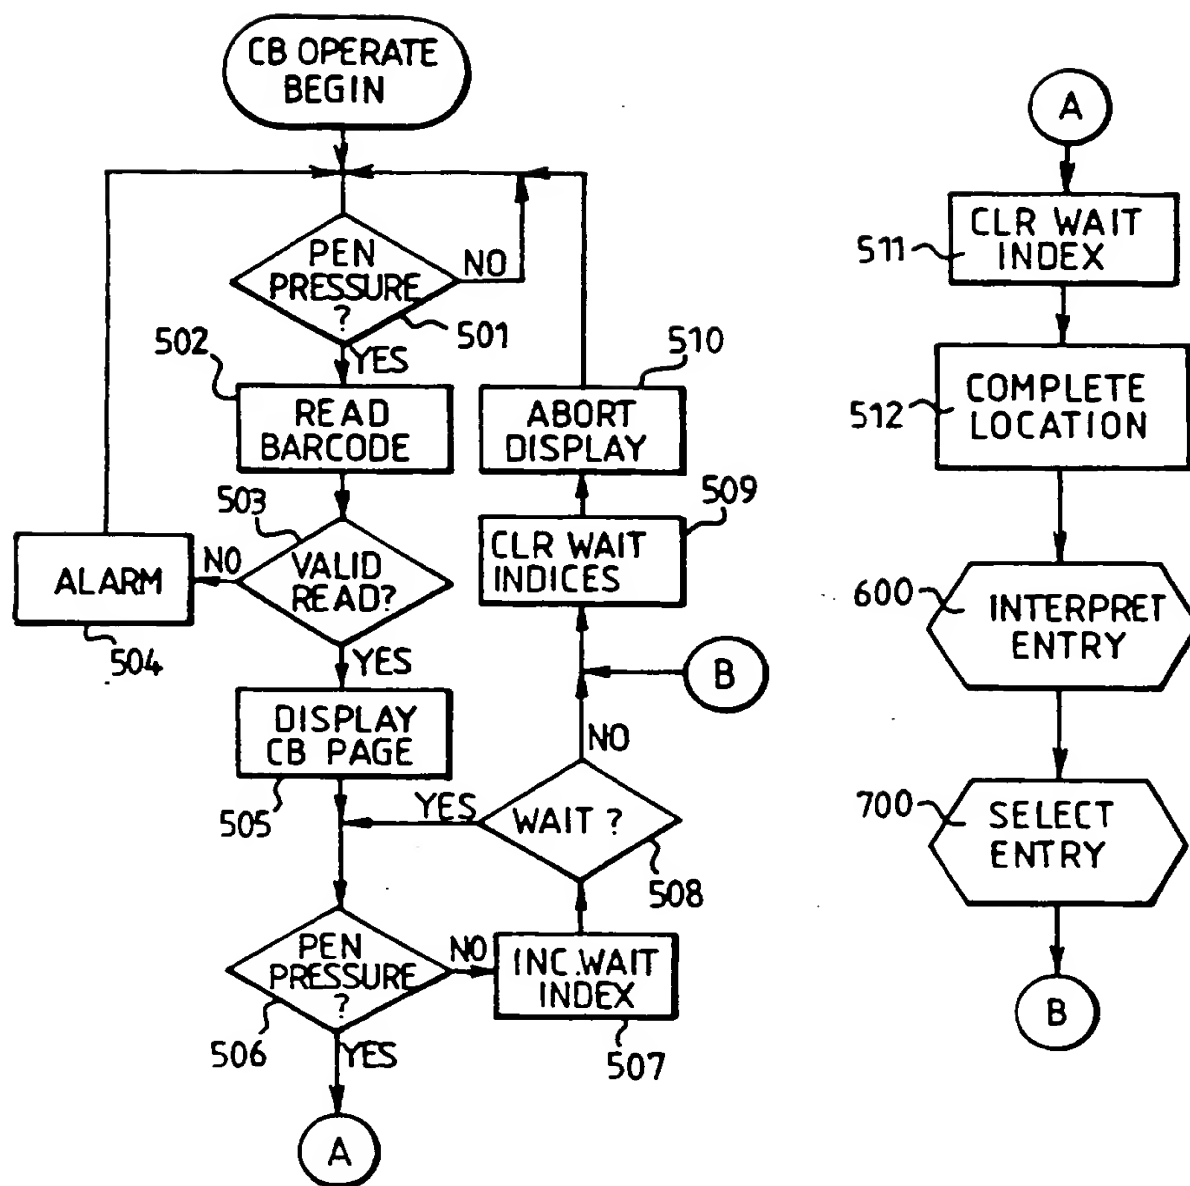 CB OPERATE
BEGIN
PEN
PRESSURE
?
NO
501
YES
502
READ
BARCODE
503
VALID
READ?
NO
ALARM
504
YES
DISPLAY
CB PAGE
505
PEN
PRESSURE
?
506
NO
YES
A
INC.WAIT
INDEX
507
WAIT ?
508
YES
NO
B
CLR WAIT
INDICES
509
ABORT
DISPLAY
510
A
CLR WAIT
INDEX
511
COMPLETE
LOCATION
512
INTERPRET
ENTRY
600
SELECT
ENTRY
700
B